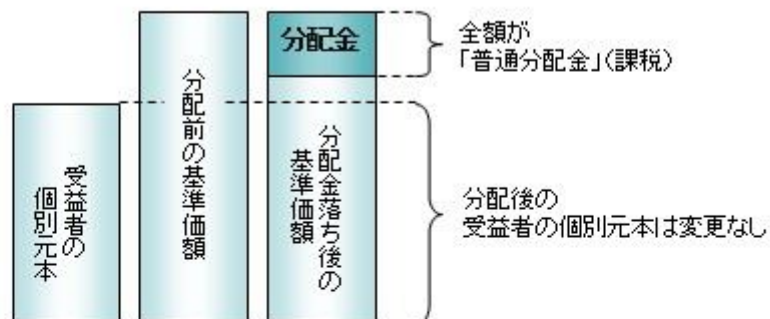 分配金
全額が
「普通分配金」(課税)
受益者の
個別元本
分配前の基準価額
分配金落ち後の
基準価額
分配後の
受益者の個別元本は変更なし